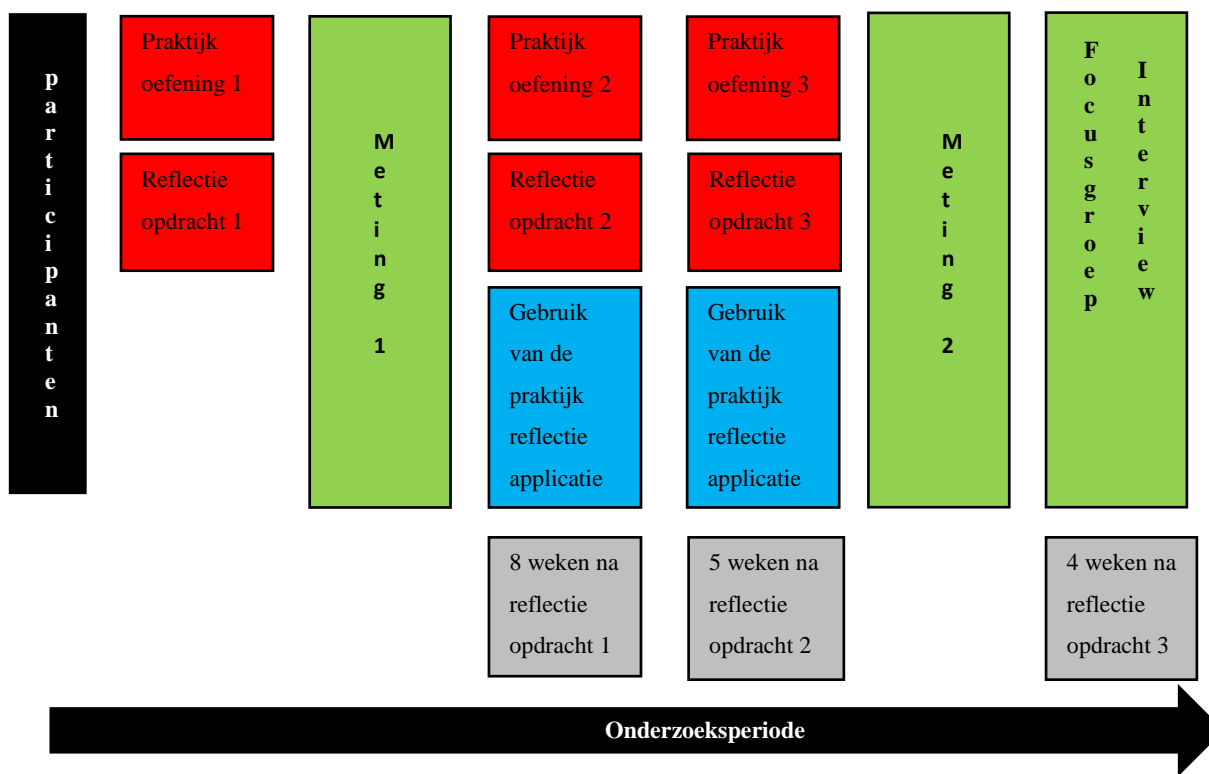 participanten
Praktijk
oefening 1
Reflectie
opdracht 1
Meting 1
Praktijk
oefening 2
Reflectie
opdracht 2
Gebruik
van de
praktijk
reflectie
applicatie
8 weken na
reflectie
opdracht 1
Praktijk
oefening 3
Reflectie
opdracht 3
Gebruik
van de
praktijk
reflectie
applicatie
5 weken na
reflectie
opdracht 2
Meting 2
Focusgroep
Interview
4 weken na
reflectie
opdracht 3
Onderzoeksperiode